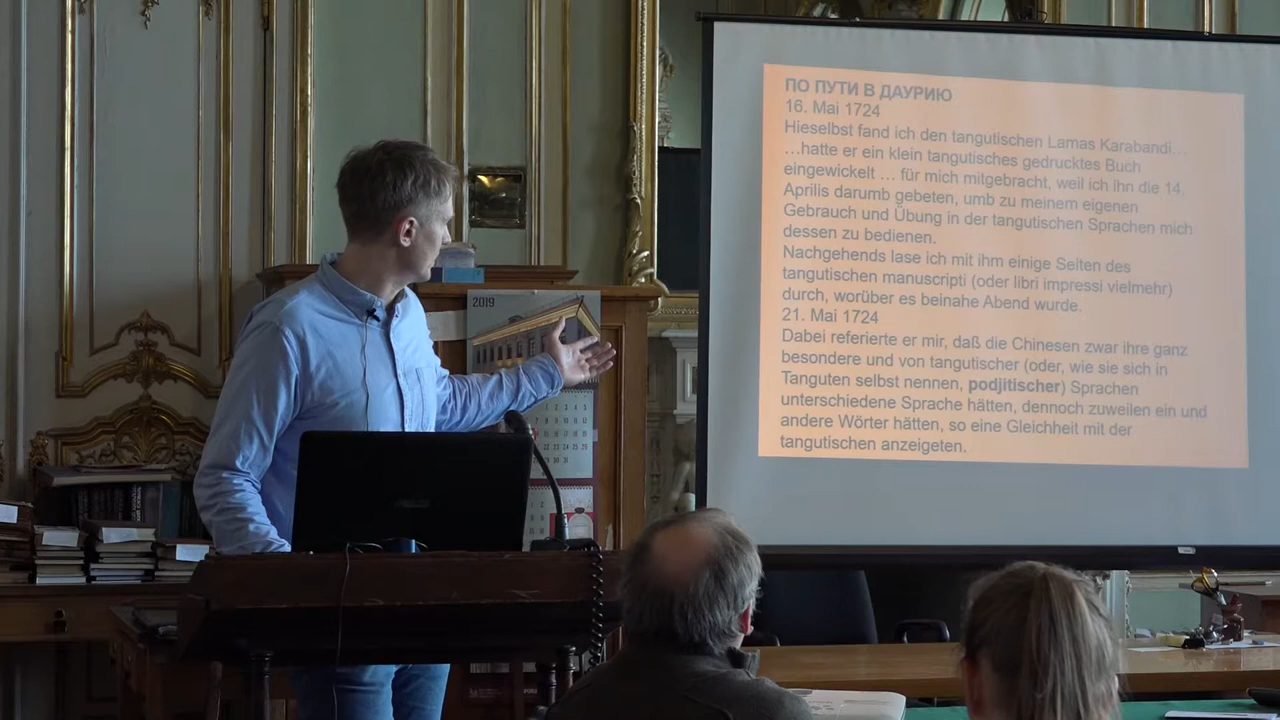 ПО ПУТИ В ДАУРИЮ
16. Mai 1724
Hieselbst fand ich den tangutischen Lamas Karabandi…
…hatte er ein klein tangutisches gedrucktes Buch
eingewickelt … für mich mitgebracht, weil ich ihn die 14.
Aprilis darumb gebeten, umb zu meinem eigenen
Gebrauch und Übung in der tangutischen Sprachen mich
dessen zu bedienen.
Nachgehends lase ich mit ihm einige Seiten des
tangutischen manuscripti (oder libri impressi vielmehr)
durch, worüber es beinahe Abend wurde.
21. Mai 1724
Dabei referierte er mir, daß die Chinesen zwar ihre ganz
besondere und von tangutischer (oder, wie sie sich in
Tanguten selbst nennen, podjitischer) Sprachen
unterschiedene Sprache hätten, dennoch zuweilen ein und
andere Wörter hätten, so eine Gleichheit mit der
tangutischen anzeigeten.
2019